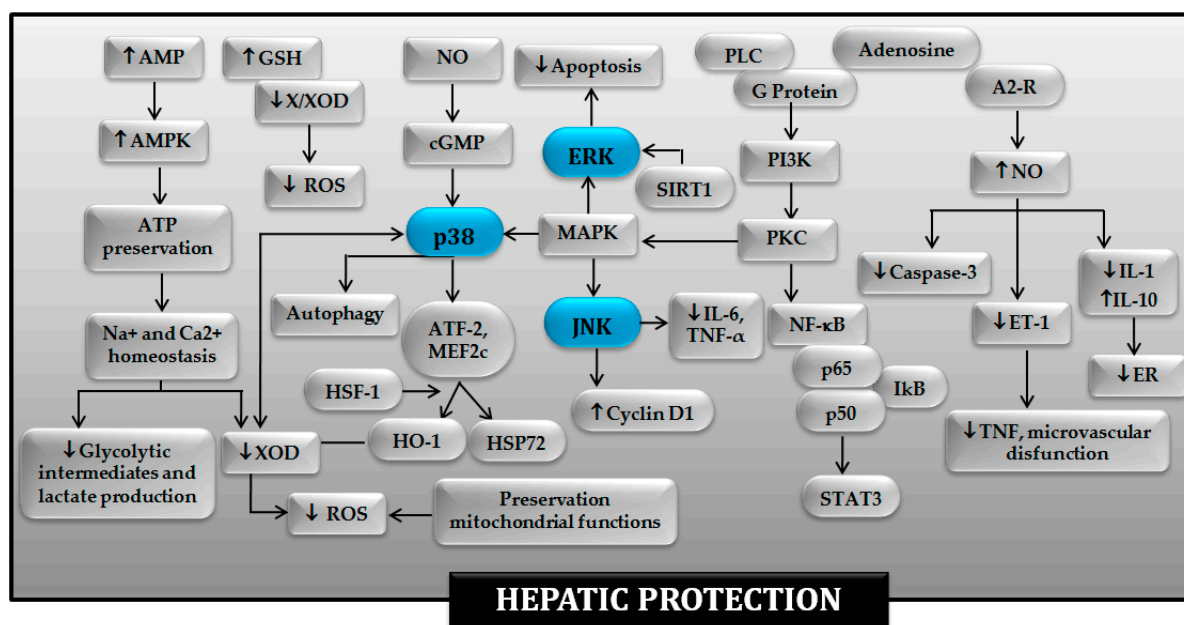 ↑AMP
↑GSH
NO
↓Apoptosis
PLC
Adenosine
G Protein
A2-R
↓X/XOD
↑AMPK
cGMP
ERK
PI3K
↑NO
↓ ROS
SIRT1
ATP
preservation
p38
MAPK
PKC
↓Caspase-3
↓IL-1
↑IL-10
Autophagy
ATF-2,
MEF2c
JNK
↓IL-6,
TNF-α
NF-κB
↓ET-1
Na+ and Ca2+
homeostasis
p65
IkB
↓ER
HSF-1
↑Cyclin D1
p50
↓Glycolytic
intermediates and
lactate production
↓XOD
HO-1
HSP72
↓TNF, microvascular
disfunction
↓ ROS
Preservation
mitochondrial functions
STAT3
HEPATIC PROTECTION